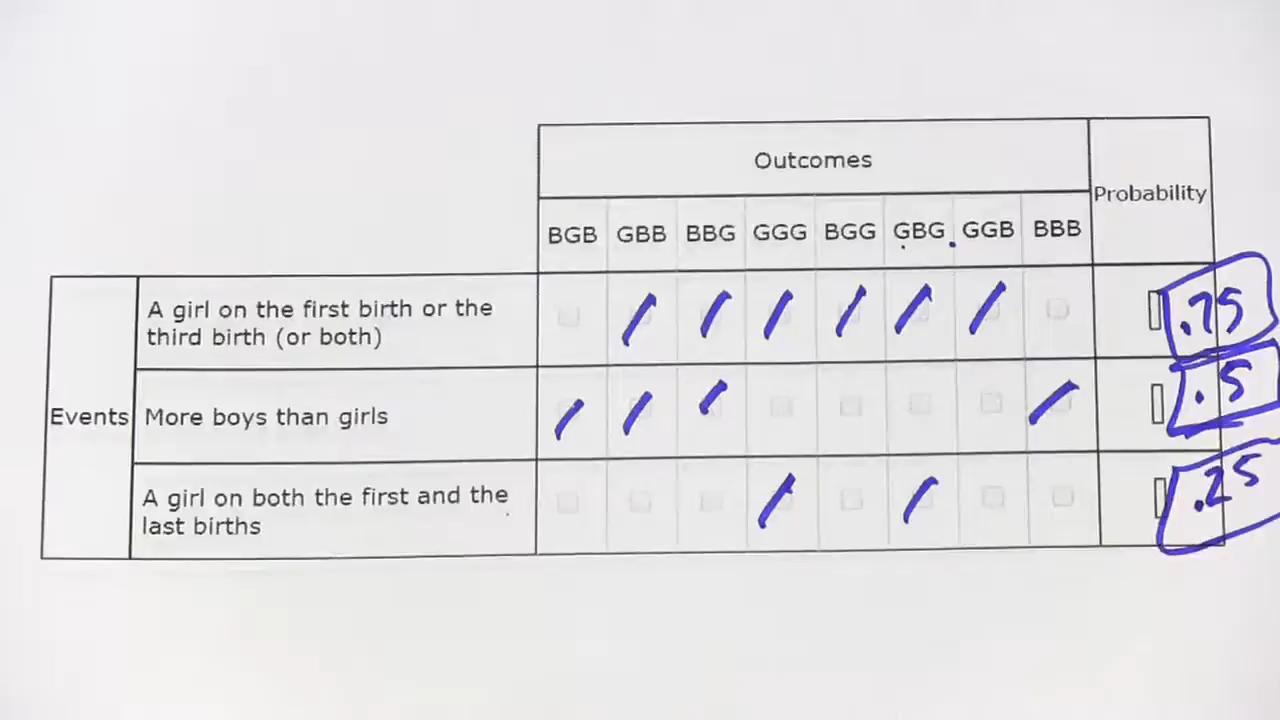 Outcomes
Probability
BGB GBB BBG GGG BGG GBG GGB BBB
A girl on the first birth or the
third birth (or both)
.75
Events
More boys than girls
.5
A girl on both the first and the
last births
.25